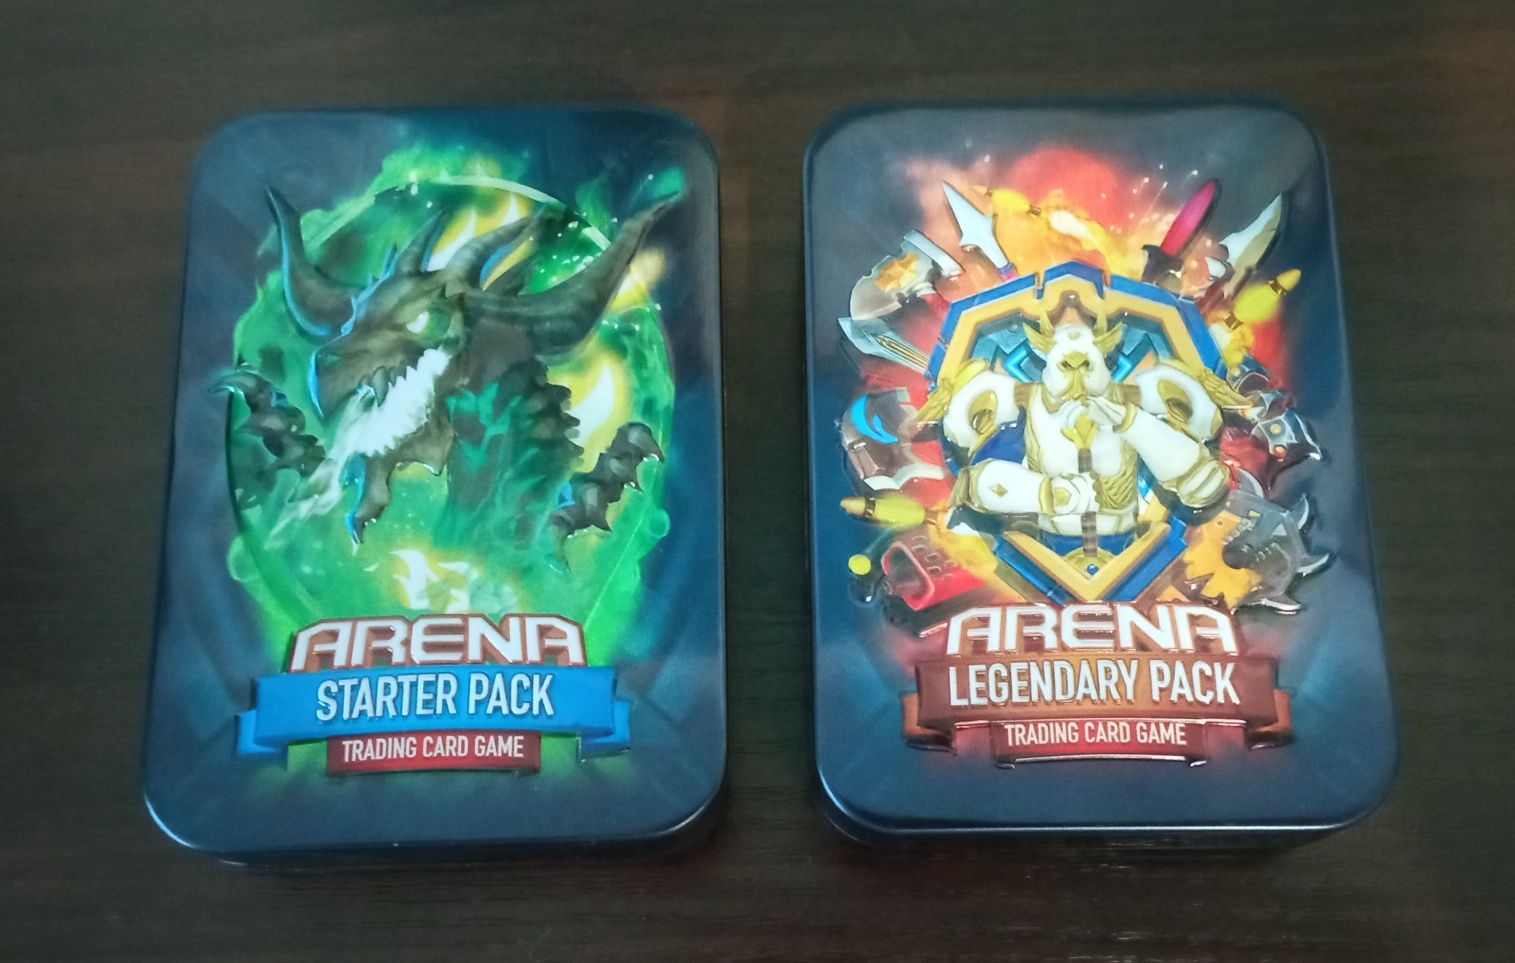 ARENA
STARTER PACK
TRADING CARD GAME
ARENA
LEGENDARY PACK
TRADING CARD GAME